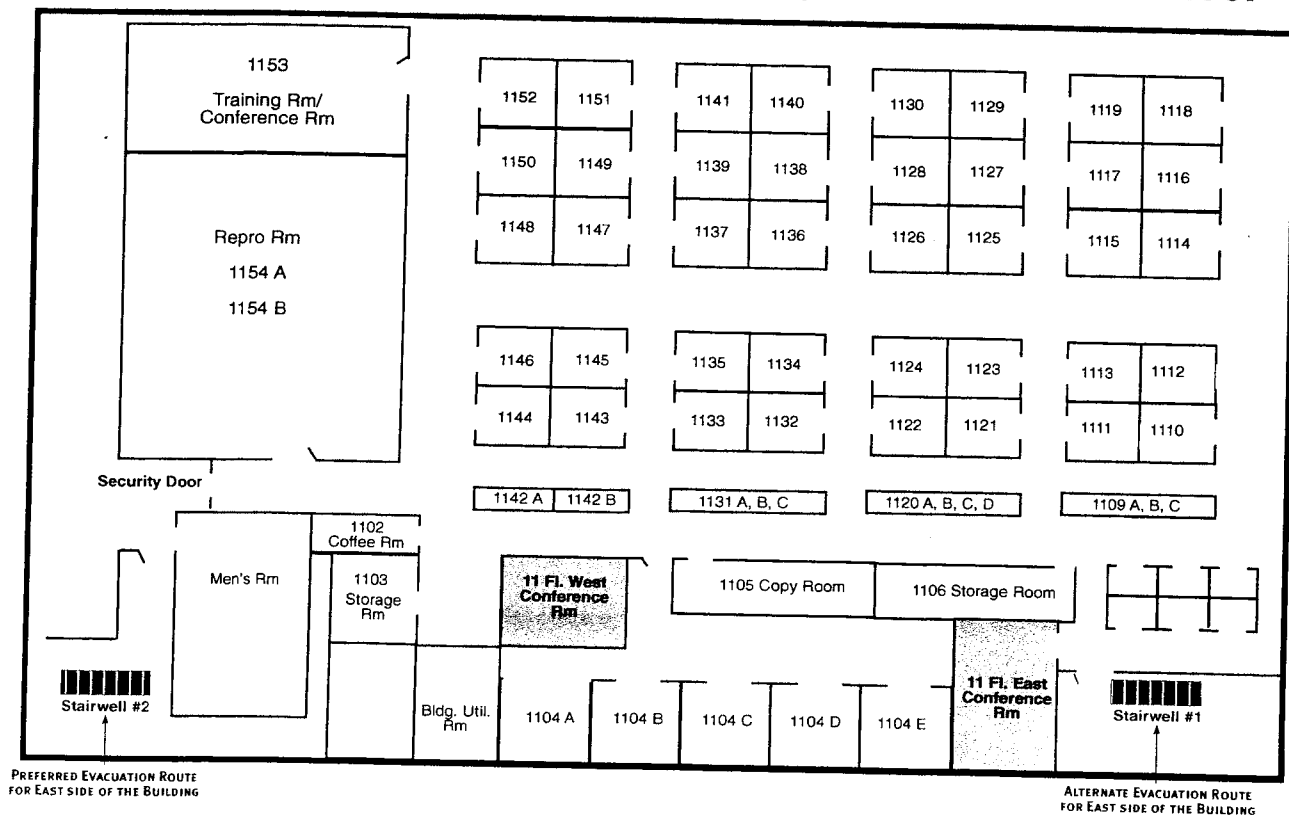 1153
Training Rm/
Conference Rm
1152 1151 1141 1140 1130 1129 1119 1118
1150 1149 1139 1138 1128 1127 1117 1116
1148 1147 1137 1136 1126 1125 1115 1114
Repro Rm
1154 A
1154 B
1146 1145 1135 1134 1124 1123 1113 1112
1144 1143 1133 1132 1122 1121 1111 1110
Security Door
1142 A 1142 B 1131 A, B, C 1120 A, B, C, D 1109 A, B, C
1102
Coffee Rm
Men's Rm
1103
Storage
Rm
11 Fl. West
Conference
Rm
1105 Copy Room
1106 Storage Room
Bldg. Util.
Rm
1104 A 1104 B 1104 C 1104 D 1104 E
11 Fl. East
Conference
Rm
Stairwell #2
Stairwell #1
PREFERRED EVACUATION ROUTE
FOR EAST SIDE OF THE BUILDING
ALTERNATE EVACUATION ROUTE
FOR EAST SIDE OF THE BUILDING